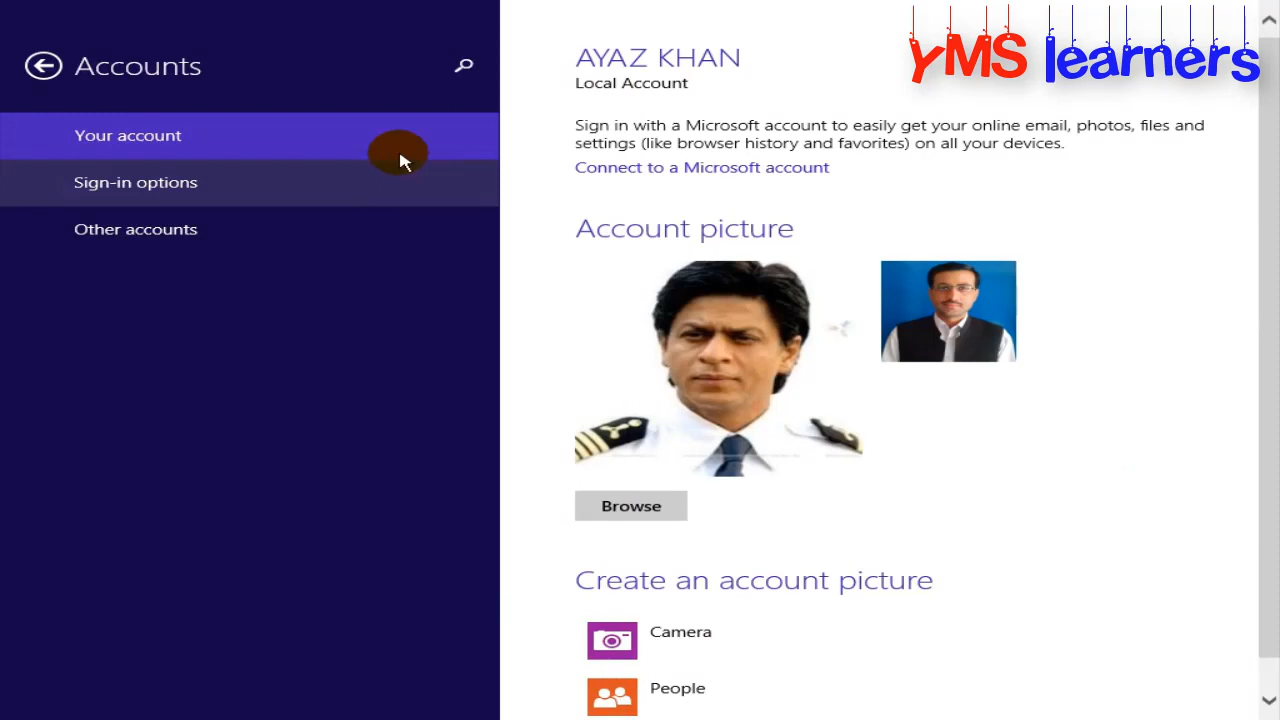 Accounts
Your account
Sign-in options
Other accounts
YMS learners
AYAZ KHAN
Local Account
Sign in with a Microsoft account to easily get your online email, photos, files and
settings (like browser history and favorites) on all your devices.
Connect to a Microsoft account
Account picture
Browse
Create an account picture
Camera
People